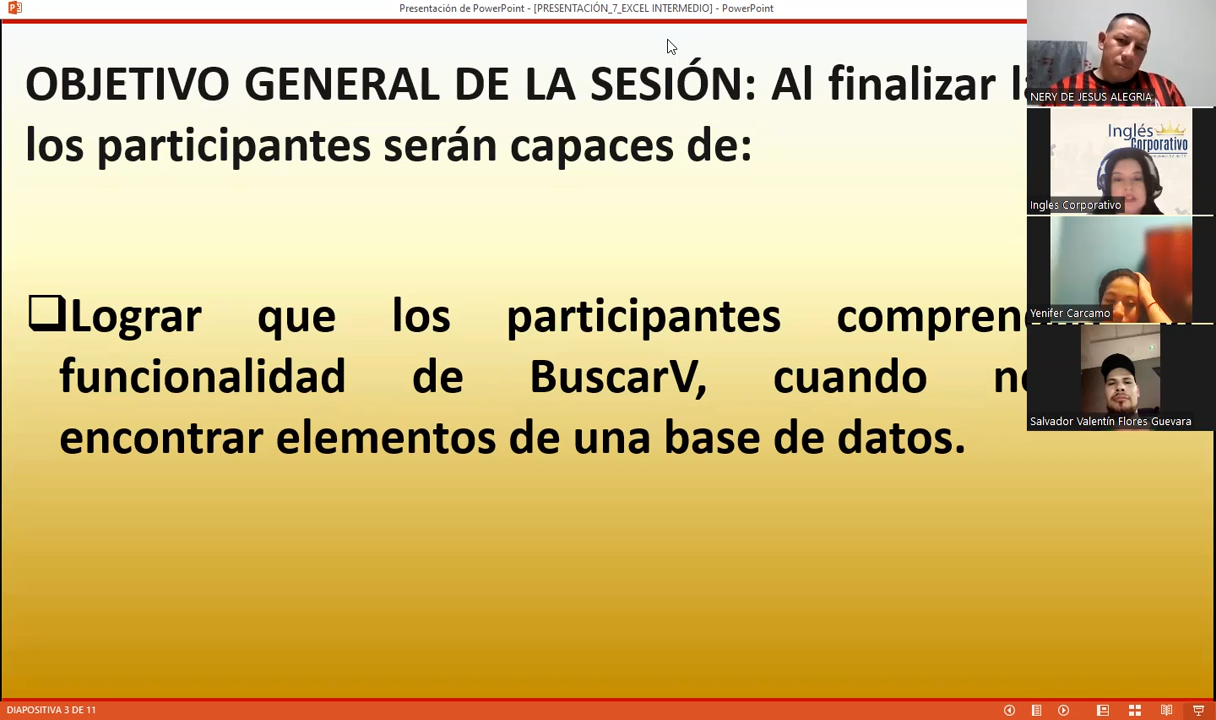 Presentación de PowerPoint - [PRESENTACIÓN_7_EXCEL INTERMEDIO] - PowerPoint
OBJETIVO GENERAL DE LA SESIÓN: Al finalizar
los participantes serán capaces de:
Lograr que los participantes
funcionalidad de BuscarV, cuando
encontrar elementos de una base de datos.
NERY DE JESUS ALEGRIA
Inglés
Corporativo
Ingles Corporativo
Yenifer Carcamo
Salvador Valentín Flores Guevara
DIAPOSITIVA 3 DE 11